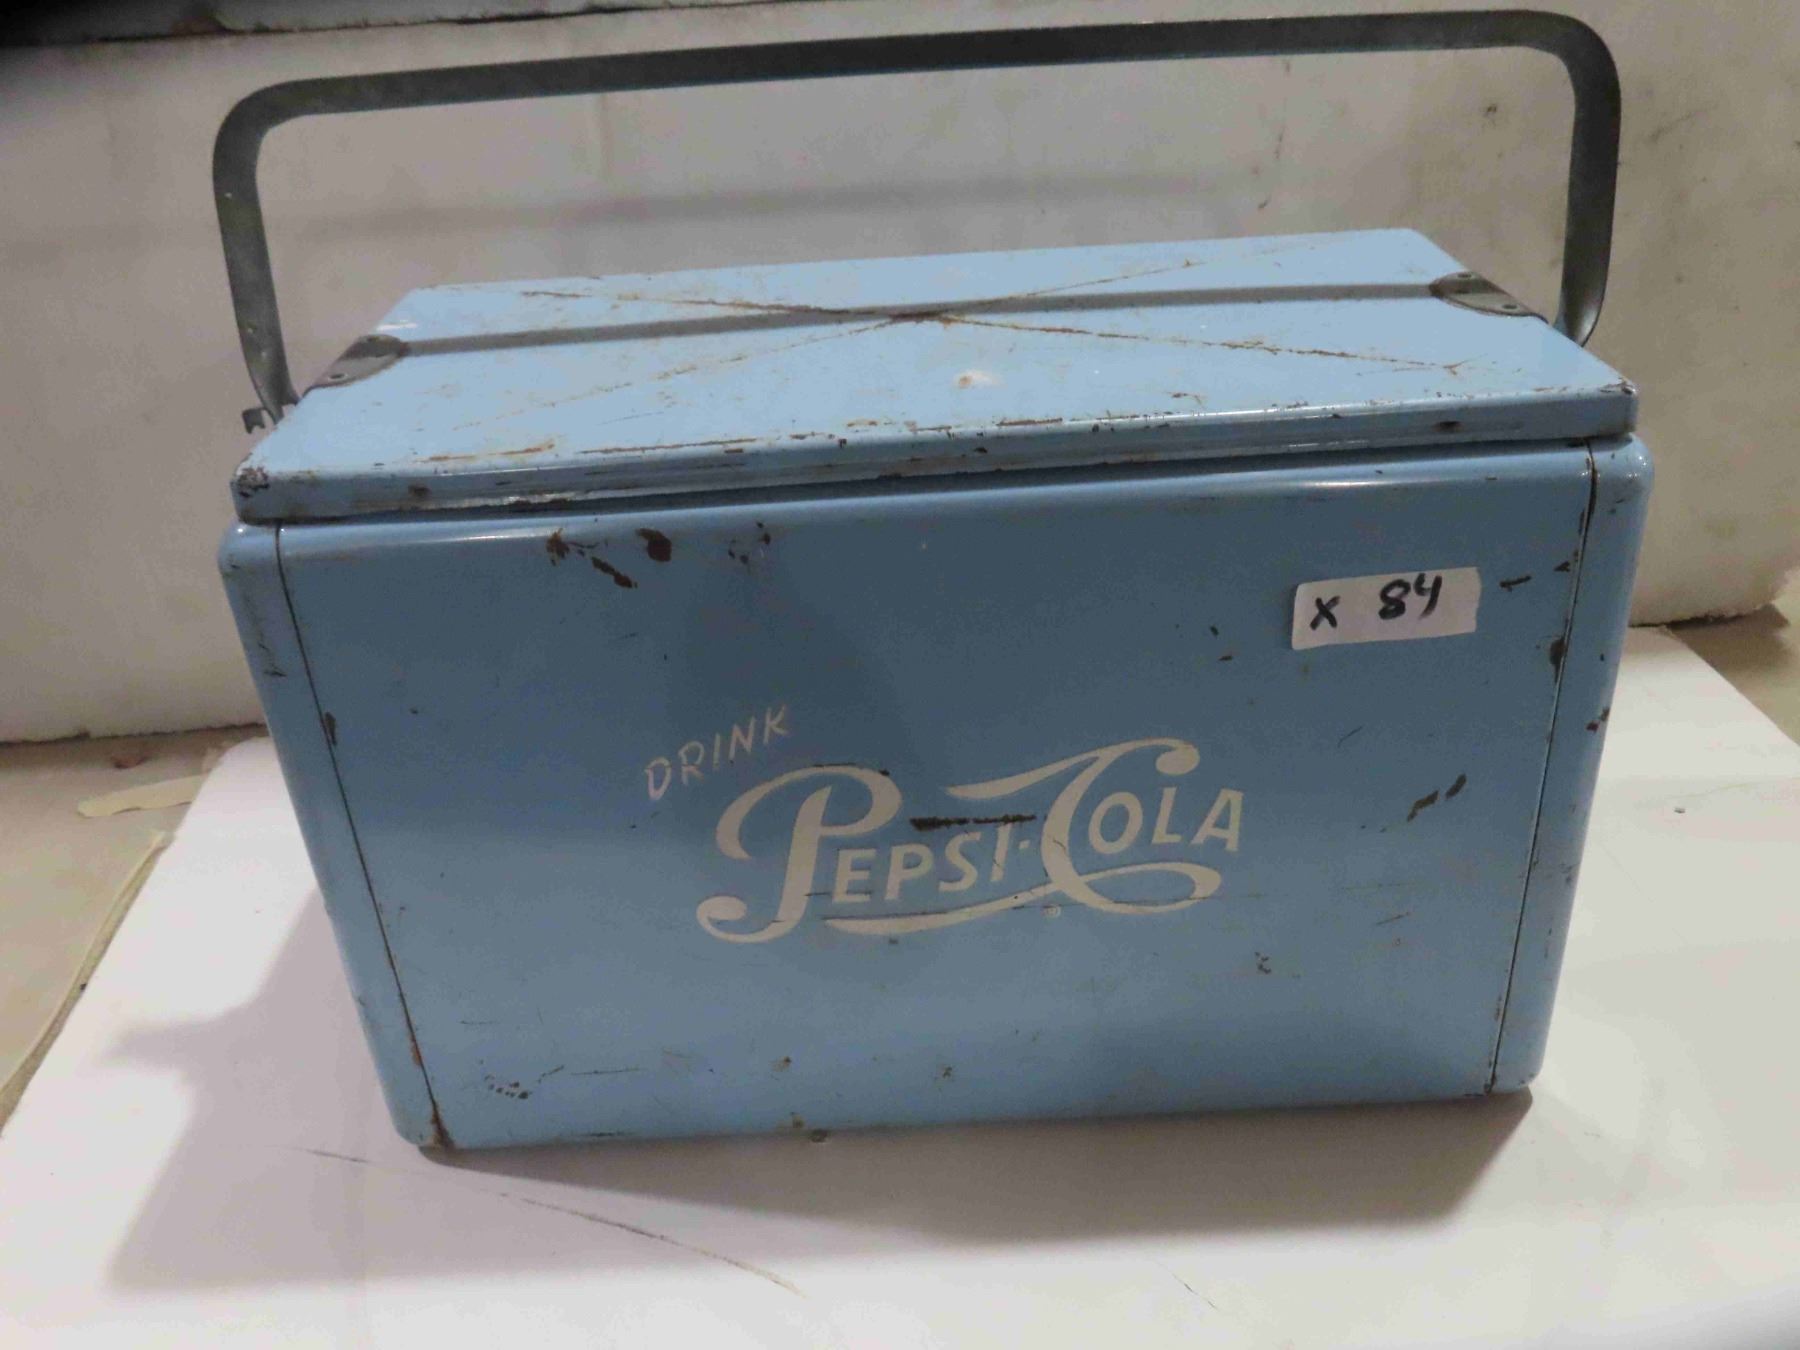 X 84
DRINK
PEPSI-COLA
®